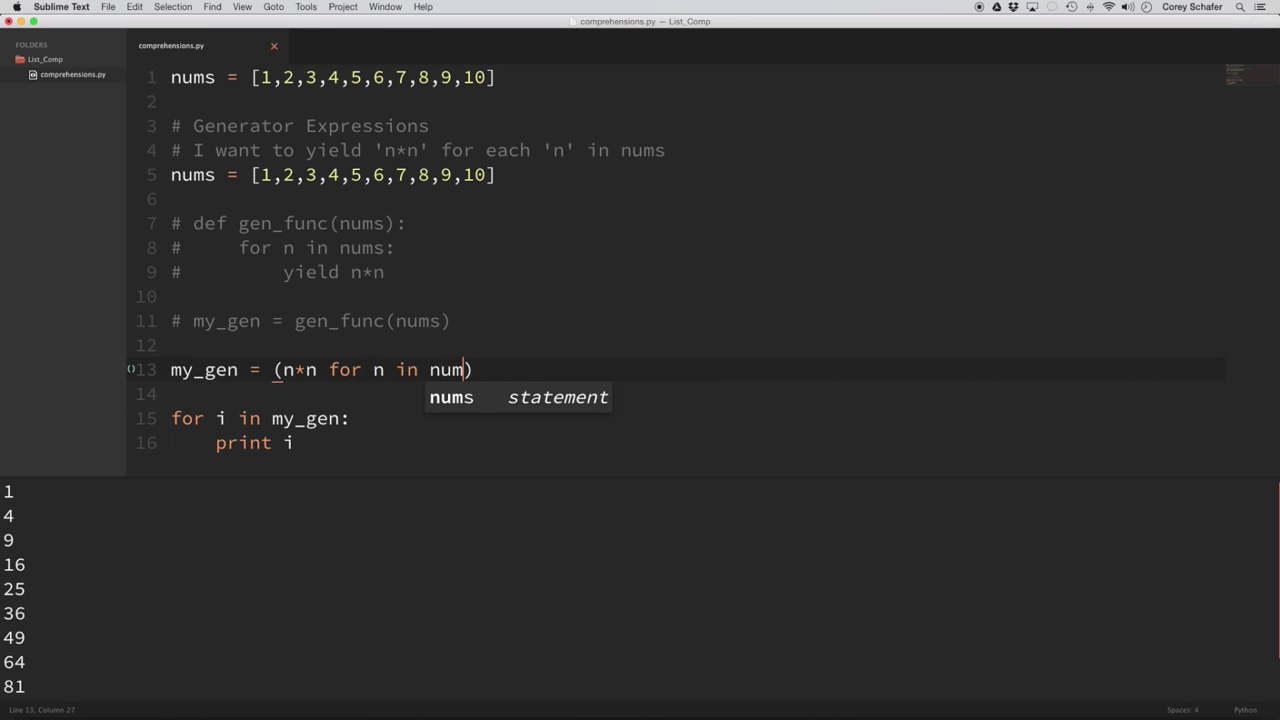 Sublime Text File Edit Selection Find View Goto Tools Project Window Help Corey Schafer
comprehensions.py — List_Comp
FOLDERS
List_Comp
comprehensions.py
comprehensions.py
1 nums = [1,2,3,4,5,6,7,8,9,10]
2
3 # Generator Expressions
4 # I want to yield 'n*n' for each 'n' in nums
5 nums = [1,2,3,4,5,6,7,8,9,10]
6
7 # def gen_func(nums):
8 #     for n in nums:
9 #         yield n*n
10
11 # my_gen = gen_func(nums)
12
13 my_gen = (n*n for n in num)
nums statement
14
15 for i in my_gen:
16     print i
1
4
9
16
25
36
49
64
81
Line 13, Column 27 Spaces: 4 Python